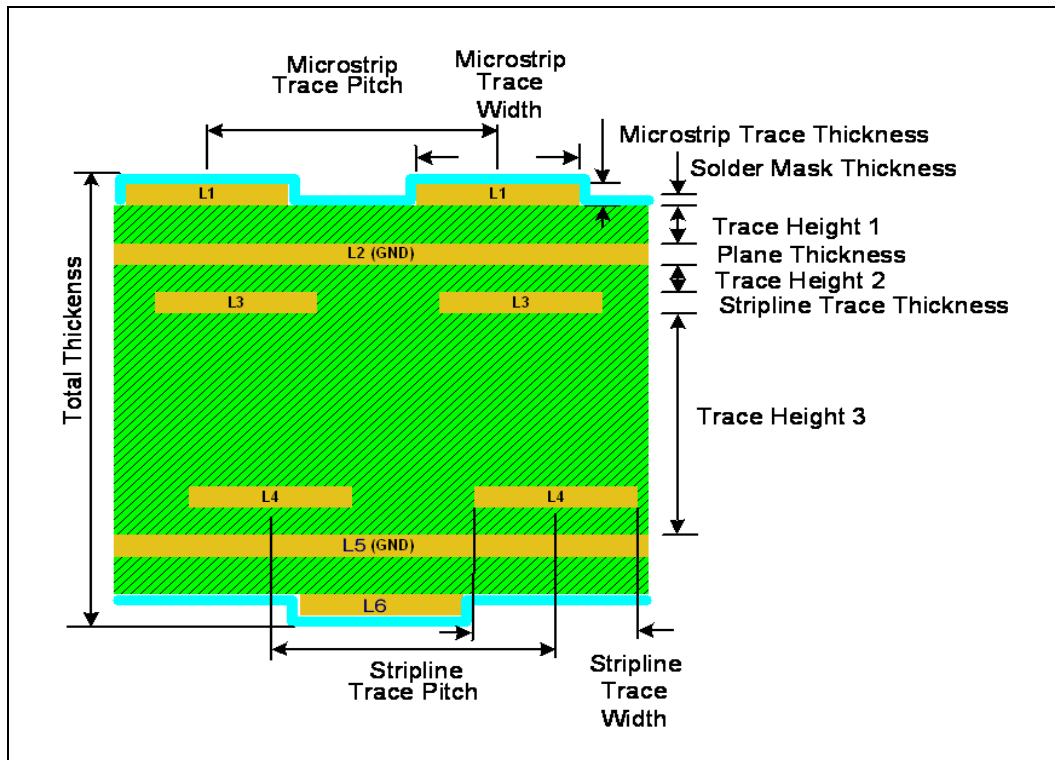 Microstrip
Trace Pitch
Microstrip
Trace
Width
Microstrip Trace Thickness
Solder Mask Thickness
L1
L1
Trace Height 1
L2 (GND)
Plane Thickness
Trace Height 2
L3
L3
Stripline Trace Thickness
Total Thickenss
Trace Height 3
L4
L4
L5 (GND)
L6
Stripline
Trace Pitch
Stripline
Trace
Width